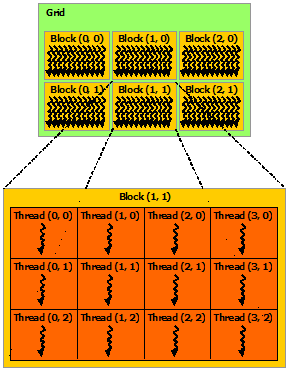 Grid
Block (0, 0) Block (1, 0) Block (2, 0)
Block (0, 1) Block (1, 1) Block (2, 1)
Block (1, 1)
Thread (0, 0) Thread (1, 0) Thread (2, 0) Thread (3, 0)
Thread (0, 1) Thread (1, 1) Thread (2, 1) Thread (3, 1)
Thread (0, 2) Thread (1, 2) Thread (2, 2) Thread (3, 2)